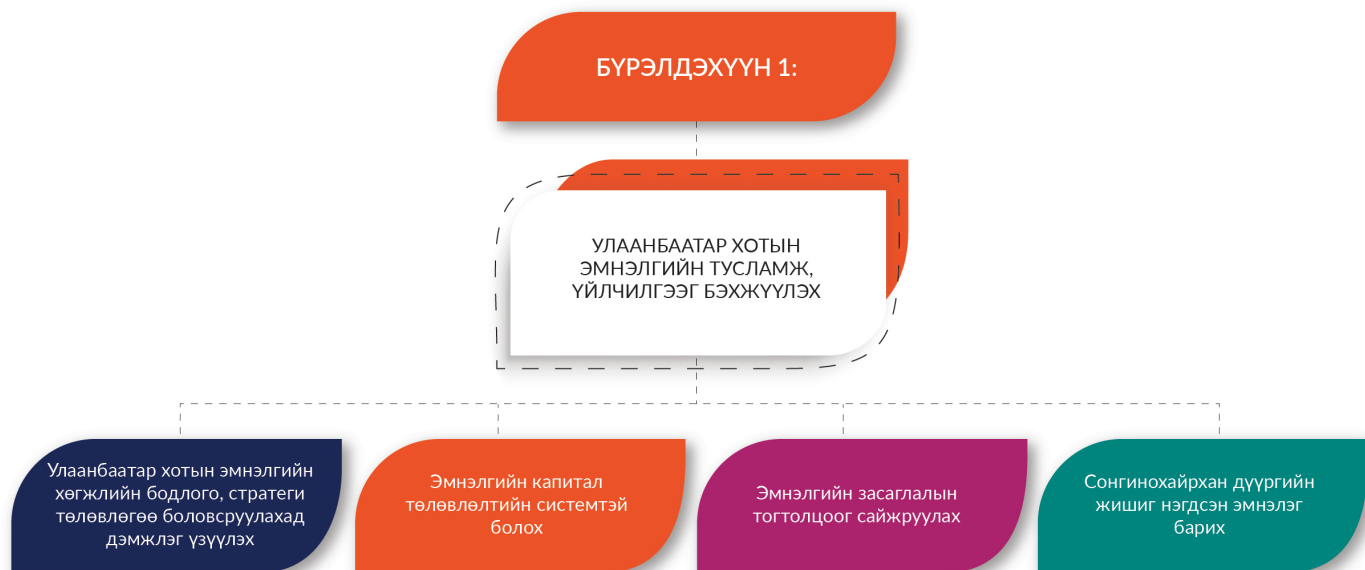 БҮРЭЛДЭХҮҮН 1:
УЛААНБААТАР ХОТЫН
ЭМНЭЛГИЙН ТУСЛАМЖ,
ҮЙЛЧИЛГЭЭГ БЭХЖҮҮЛЭХ
Улаанбаатар хотын эмнэлгийн
хөгжлийн бодлого, стратеги
төлөвлөгөө боловсруулахад
дэмжлэг үзүүлэх
Эмнэлгийн капитал
төлөвлөлтийн системтэй
болох
Эмнэлгийн засаглалын
тогтолцоог сайжруулах
Сонгинохайрхан дүүргийн
жишиг нэгдсэн эмнэлэг
барих